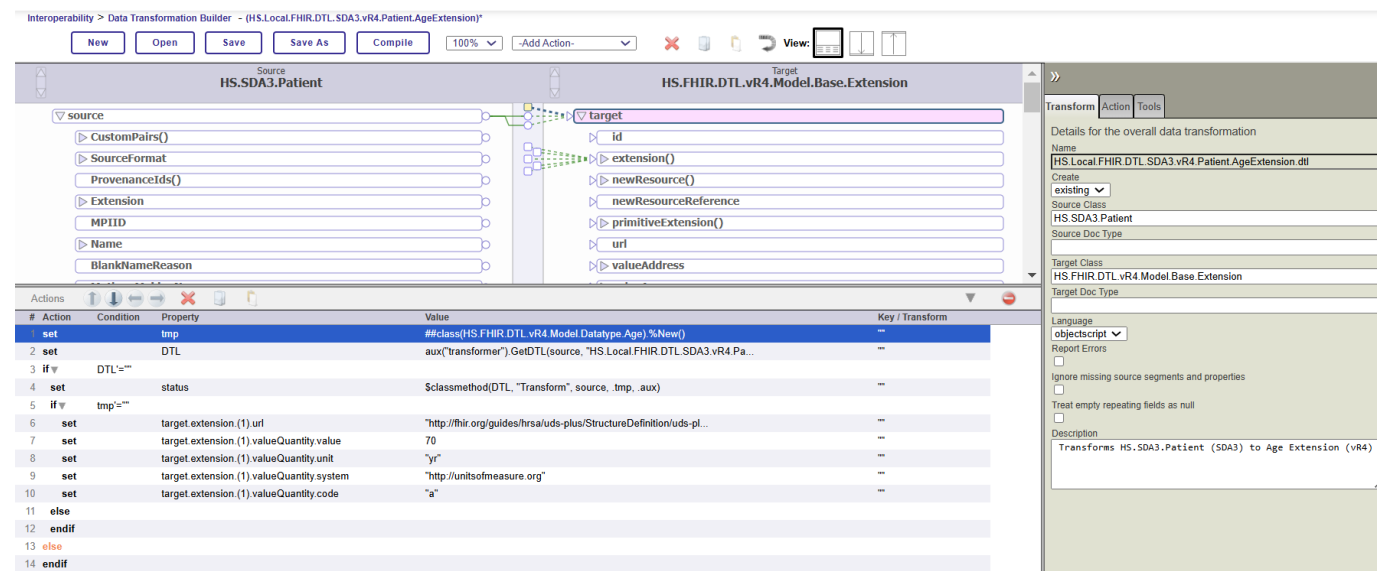 Interoperability > Data Transformation Builder - (HS.Local.FHIR.DTL.SDA3.vR4.Patient.AgeExtension)*
New Open Save Save As Compile 100% -Add Action- View:
Source
HS.SDA3.Patient
Target
HS.FHIR.DTL.vR4.Model.Base.Extension
source target
CustomPairs() id
SourceFormat extension()
ProvenanceIds() newResource()
Extension newResourceReference
MPIID primitiveExtension()
Name url
BlankNameReason valueAddress
Actions
# Action Condition Property Value Key / Transform
1 set tmp ##class(HS.FHIR.DTL.vR4.Model.Datatype.Age).%New() ""
2 set DTL aux("transformer").GetDTL(source, "HS.Local.FHIR.DTL.SDA3.vR4.Pa... ""
3 if DTL'=""
4 set status $classmethod(DTL, "Transform", source, .tmp, .aux) ""
5 if tmp'=""
6 set target.extension.(1).url "http://fhir.org/guides/hrsa/uds-plus/StructureDefinition/uds-pl... ""
7 set target.extension.(1).valueQuantity.value 70 ""
8 set target.extension.(1).valueQuantity.unit "yr" ""
9 set target.extension.(1).valueQuantity.system "http://unitsofmeasure.org" ""
10 set target.extension.(1).valueQuantity.code "a" ""
11 else
12 endif
13 else
14 endif
»
Transform Action Tools
Details for the overall data transformation
Name
HS.Local.FHIR.DTL.SDA3.vR4.Patient.AgeExtension.dtl
Create
existing
Source Class
HS.SDA3.Patient
Source Doc Type
Target Class
HS.FHIR.DTL.vR4.Model.Base.Extension
Target Doc Type
Language
objectscript
Report Errors
Ignore missing source segments and properties
Treat empty repeating fields as null
Description
Transforms HS.SDA3.Patient (SDA3) to Age Extension (vR4)